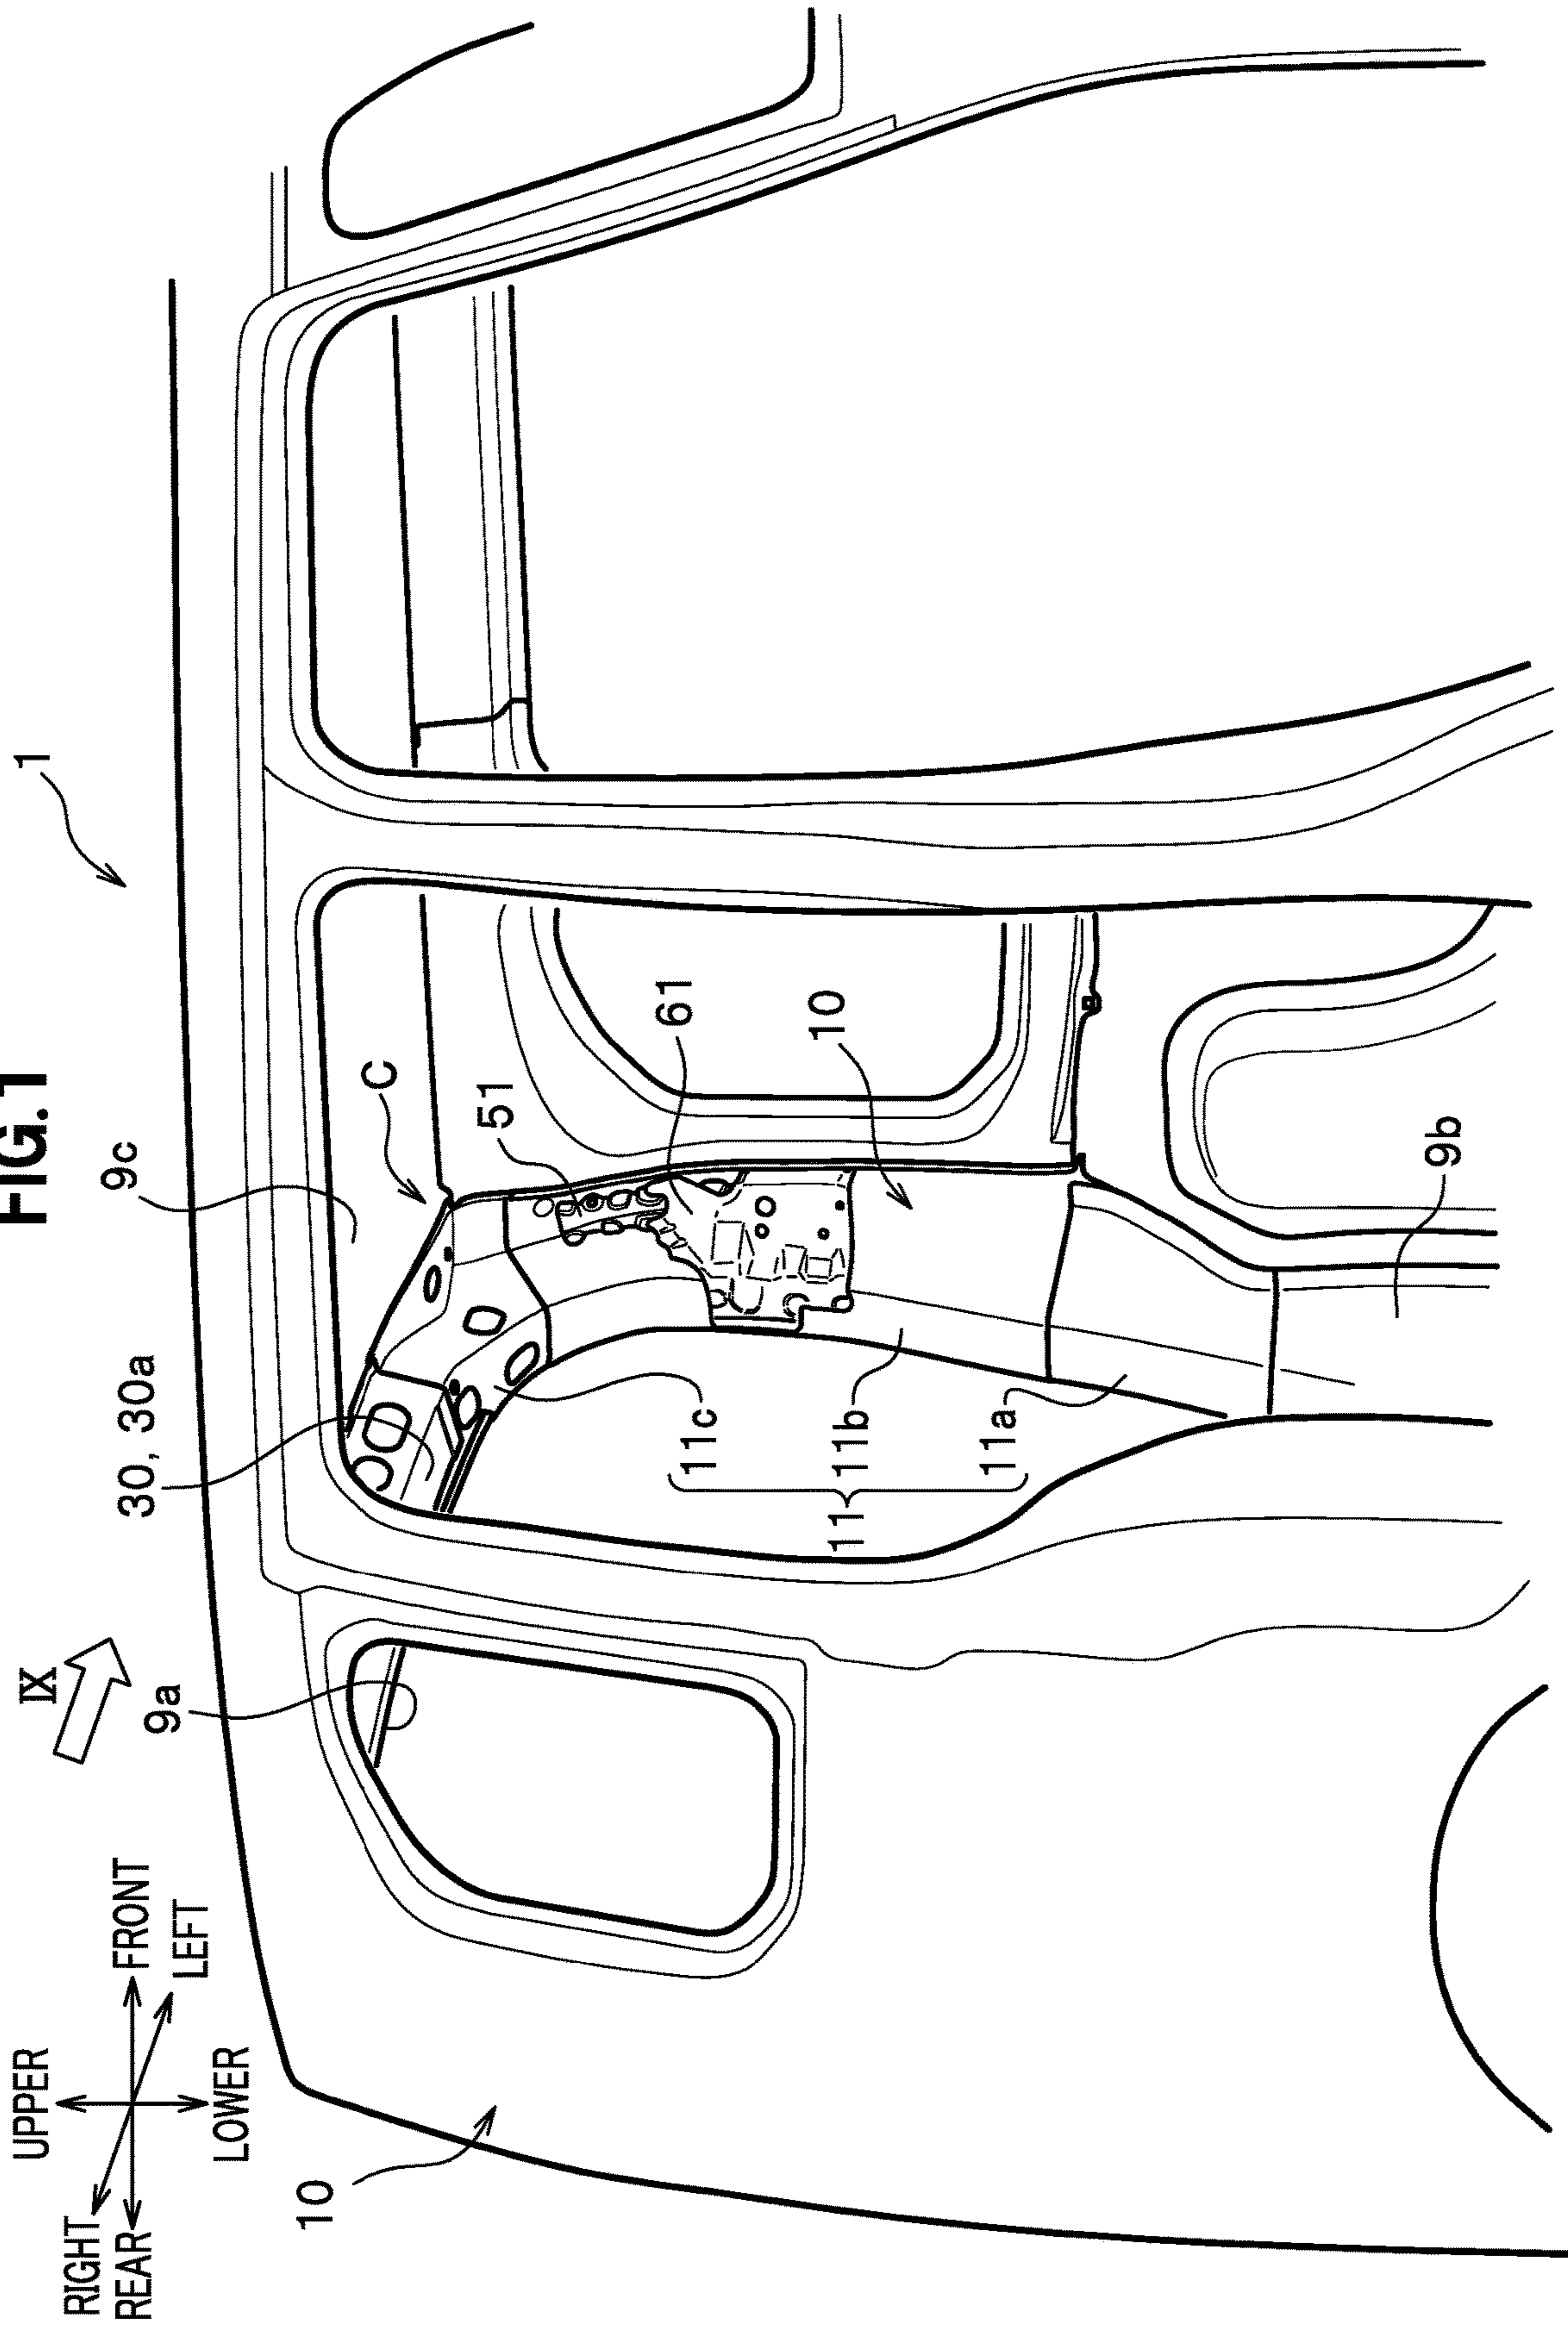 FIG.1
1
UPPER
RIGHT
FRONT
REAR
LEFT
LOWER
IX
9a
30, 30a
9c
C
51
61
10
10
11c
11
11b
11a
9b